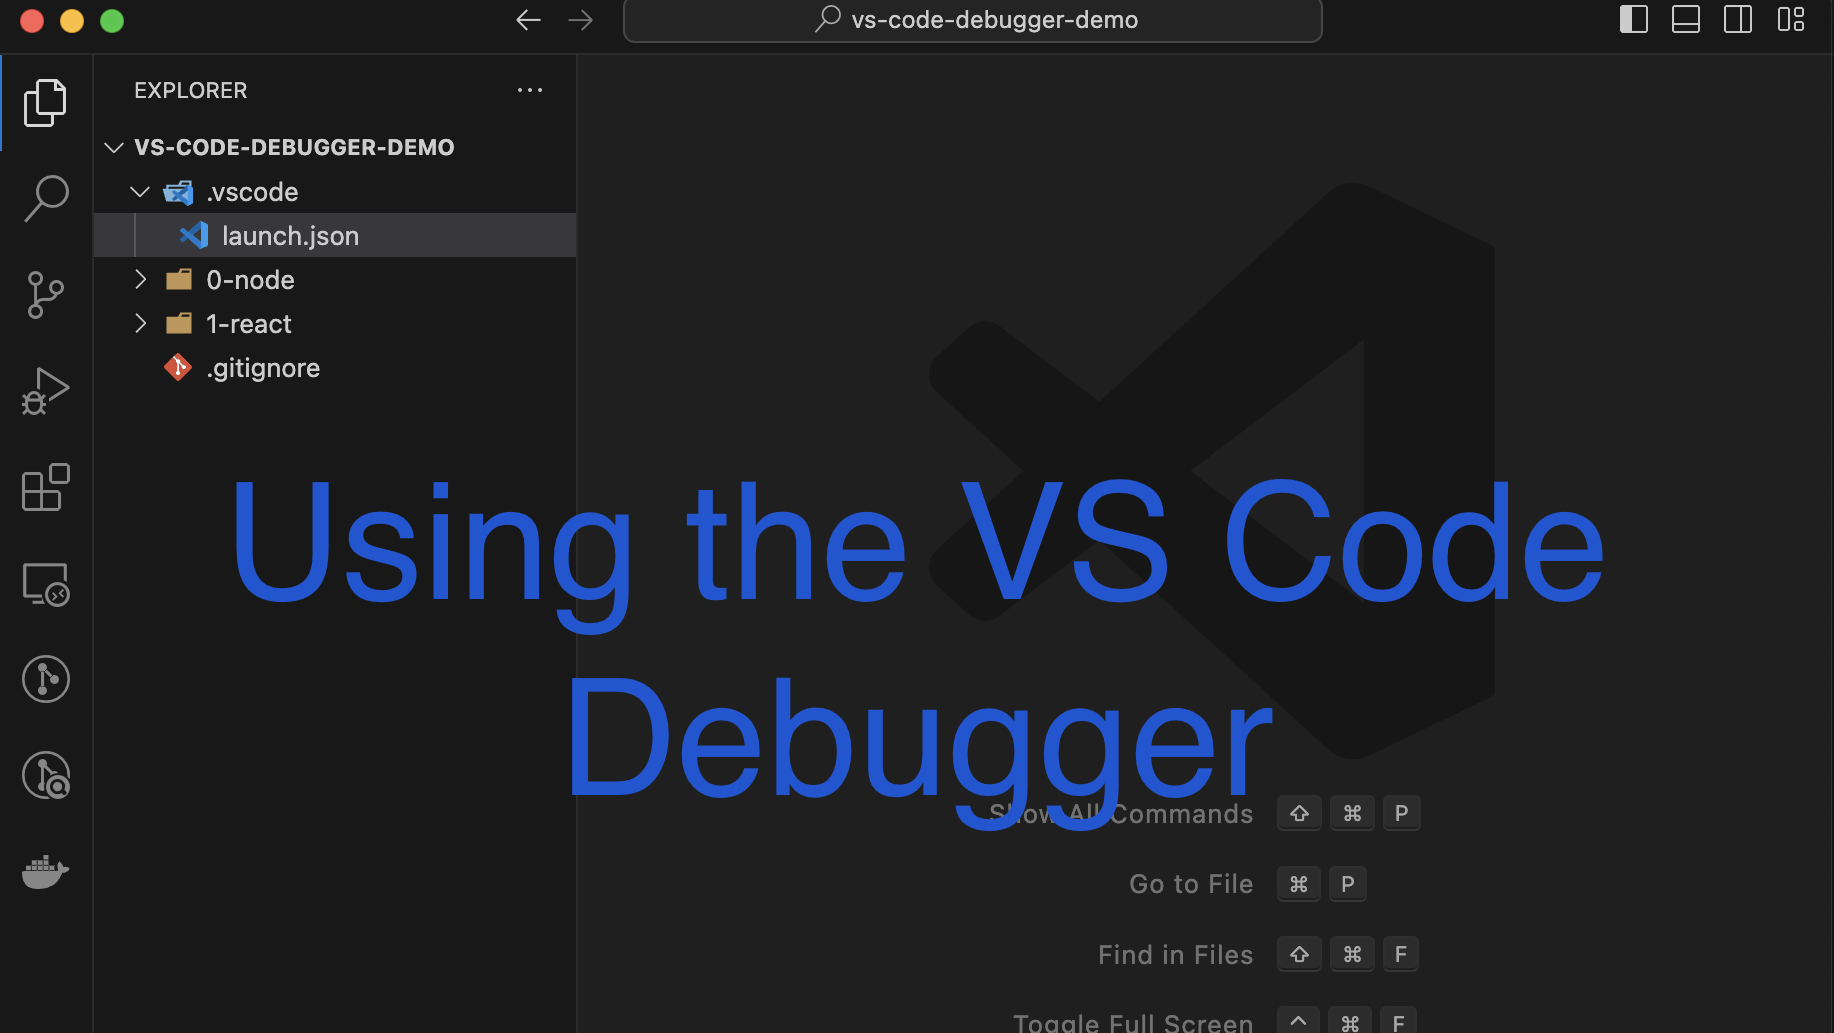 vs-code-debugger-demo
EXPLORER
VS-CODE-DEBUGGER-DEMO
.vscode
launch.json
0-node
1-react
.gitignore
Using the VS Code
Debugger
Show All Commands ⇧ ⌘ P
Go to File ⌘ P
Find in Files ⇧ ⌘ F
Toggle Full Screen ^ ⌘ F